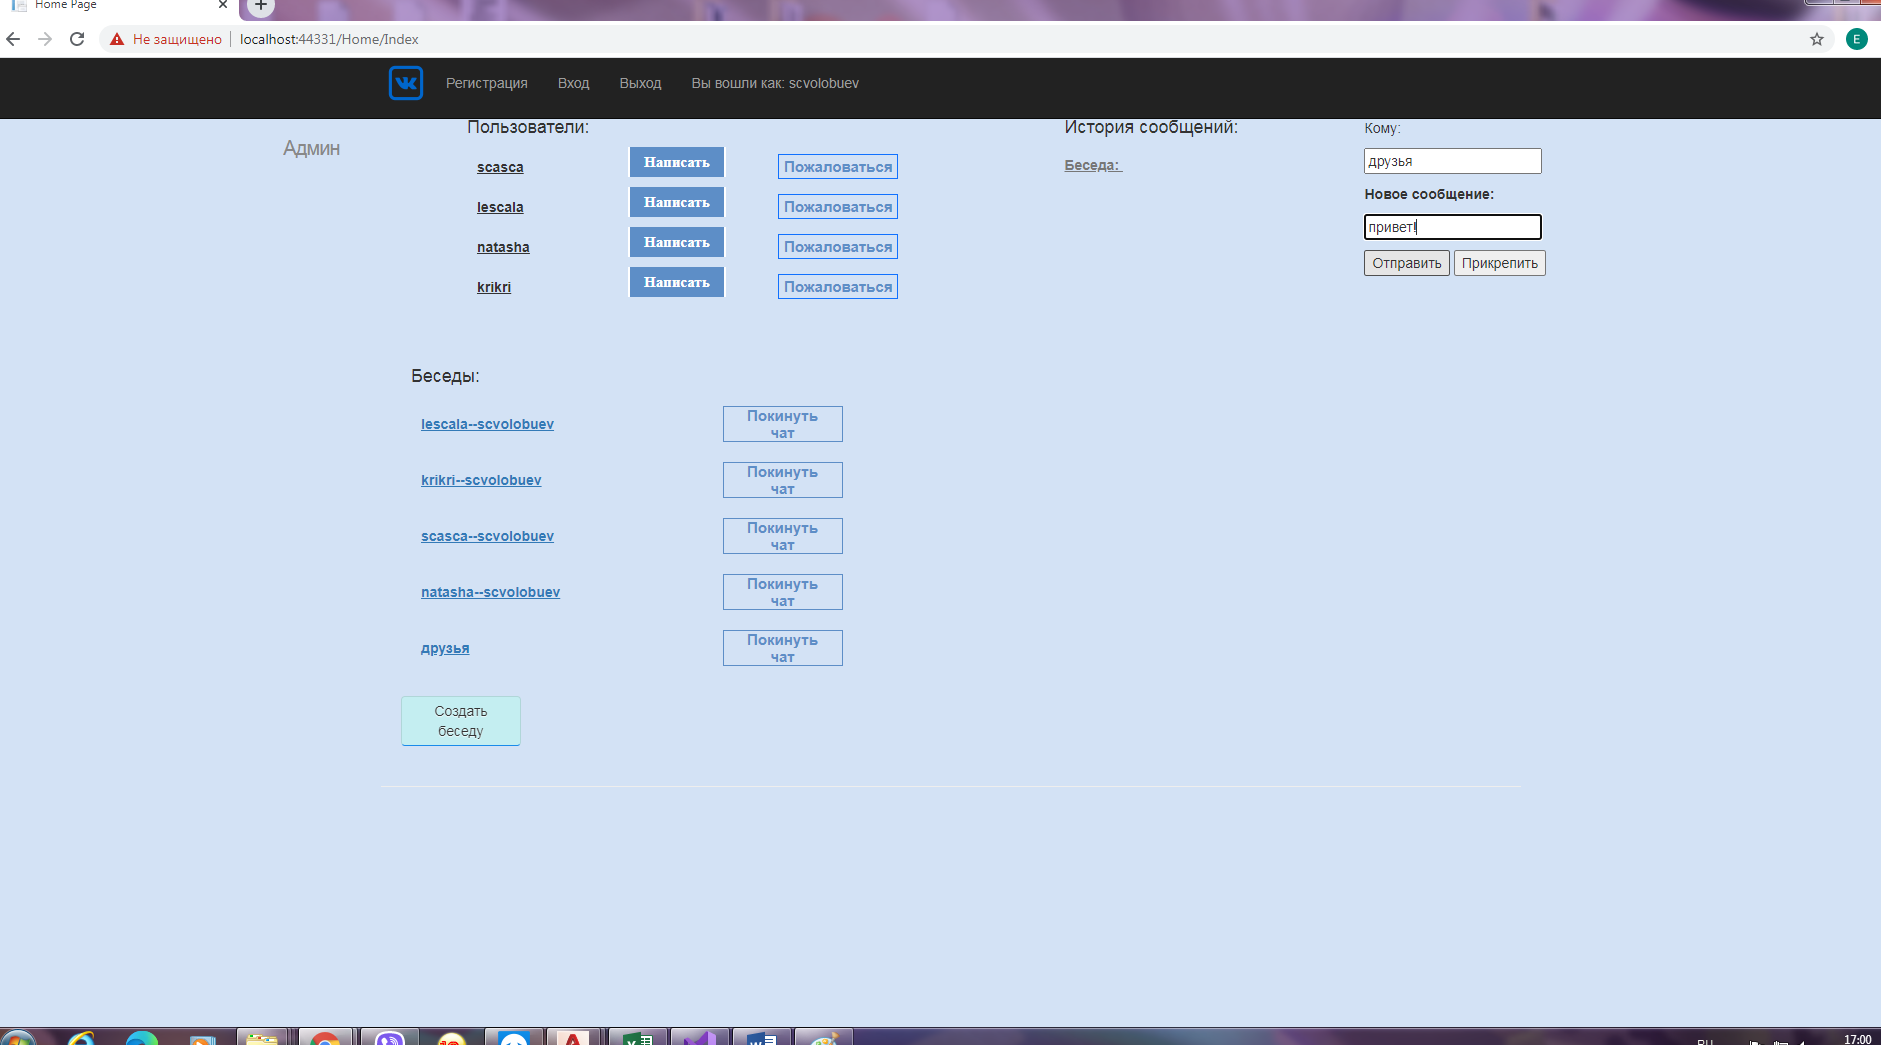 Home Page
Не защищено localhost:44331/Home/Index
E
Регистрация Вход Выход Вы вошли как: scvolobuev
Админ
Пользователи:
scasca Написать Пожаловаться
lescala Написать Пожаловаться
natasha Написать Пожаловаться
krikri Написать Пожаловаться
История сообщений:
Беседа:
Кому:
друзья
Новое сообщение:
привет!
Отправить Прикрепить
Беседы:
lescala--scvolobuev Покинуть
чат
krikri--scvolobuev Покинуть
чат
scasca--scvolobuev Покинуть
чат
natasha--scvolobuev Покинуть
чат
друзья Покинуть
чат
Создать
беседу
RU 17:00